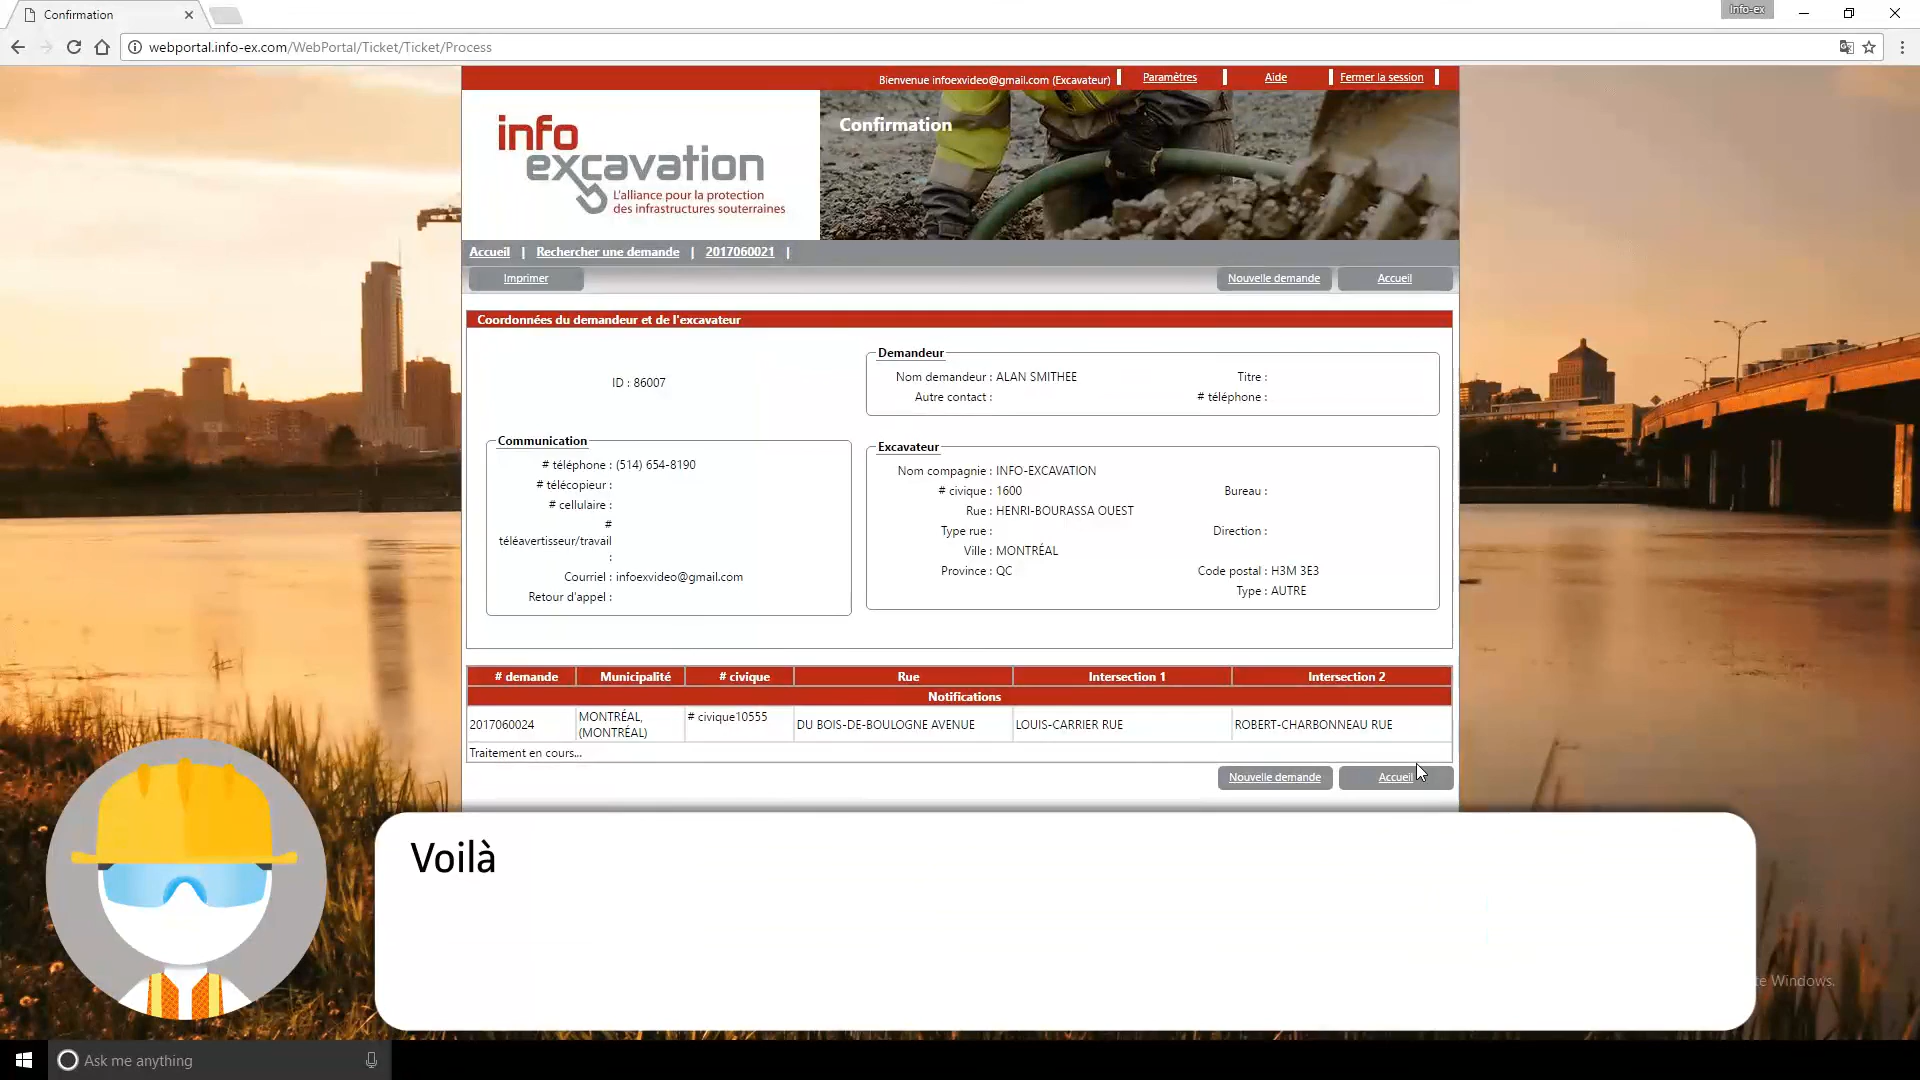 Confirmation
Info-ex
webportal.info-ex.com/WebPortal/Ticket/Ticket/Process
Bienvenue infoexvideo@gmail.com (Excavateur)
Paramètres
Aide
Fermer la session
info
excavation
L'alliance pour la protection
des infrastructures souterraines
Confirmation
Accueil | Rechercher une demande | 2017060021 |
Imprimer
Nouvelle demande
Accueil
Coordonnées du demandeur et de l'excavateur
ID : 86007
Demandeur
Nom demandeur : ALAN SMITHEE
Titre :
Autre contact :
# téléphone :
Communication
# téléphone : (514) 654-8190
# télécopieur :
# cellulaire :
#
téléavertisseur/travail
:
Courriel : infoexvideo@gmail.com
Retour d'appel :
Excavateur
Nom compagnie : INFO-EXCAVATION
# civique : 1600
Bureau :
Rue : HENRI-BOURASSA OUEST
Type rue :
Direction :
Ville : MONTRÉAL
Province : QC
Code postal : H3M 3E3
Type : AUTRE
# demande Municipalité # civique Rue Intersection 1 Intersection 2
Notifications
2017060024 MONTRÉAL, (MONTRÉAL) # civique10555 DU BOIS-DE-BOULOGNE AVENUE LOUIS-CARRIER RUE ROBERT-CHARBONNEAU RUE
Traitement en cours...
Nouvelle demande
Accueil
Voilà
Windows.
Ask me anything